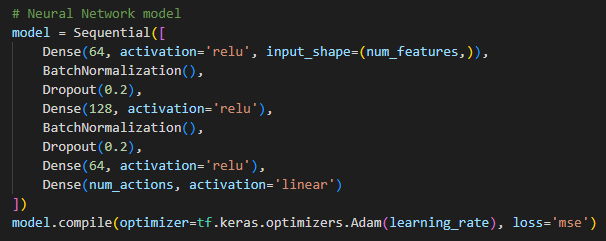 # Neural Network model
model = Sequential([
    Dense(64, activation='relu', input_shape=(num_features,)),
    BatchNormalization(),
    Dropout(0.2),
    Dense(128, activation='relu'),
    BatchNormalization(),
    Dropout(0.2),
    Dense(64, activation='relu'),
    Dense(num_actions, activation='linear')
])
model.compile(optimizer=tf.keras.optimizers.Adam(learning_rate), loss='mse')